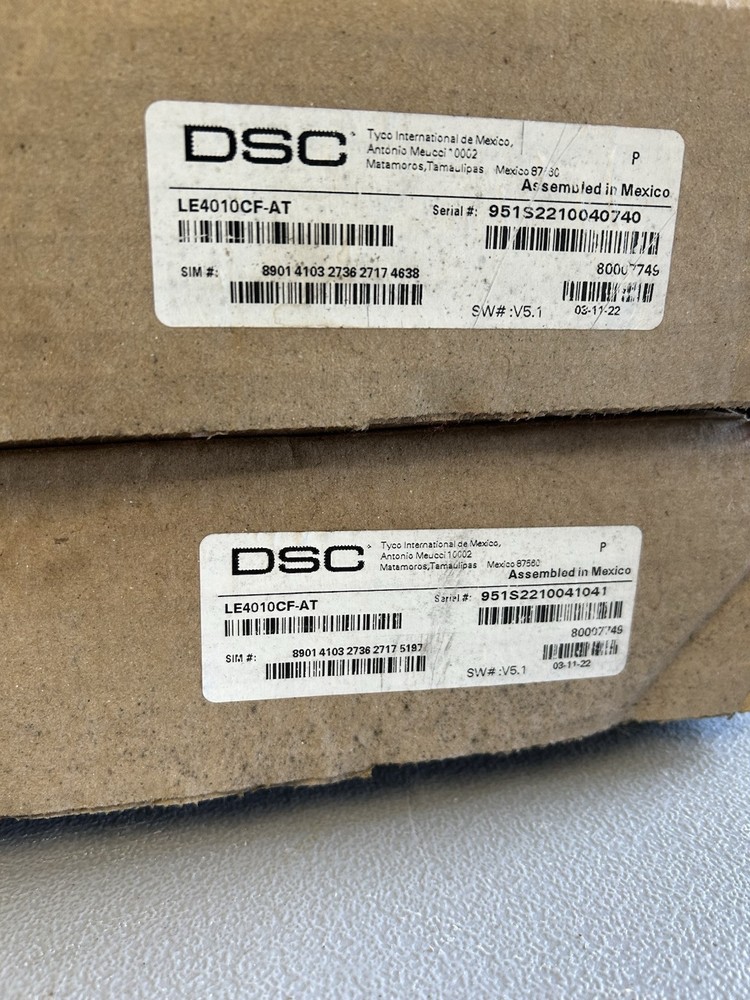 DSC
Tyco International de Mexico,
Antonio Meucci 10002
Matamoros,Tamaulipas Mexico
P
Assembled in Mexico
LE4010CF-AT
Serial #: 951S2210040740
SIM #: 8901 4103 2736 2717 4638
SW# :V5.1
03-11-22
DSC
Tyco International de Mexico,
Antonio Meucci 10002
Matamoros,Tamaulipas Mexico 87560
P
Assembled in Mexico
LE4010CF-AT
Serial #: 951S2210041041
SIM #: 8901 4103 2736 2717 5197
80007749
SW# :V5.1
03-11-22